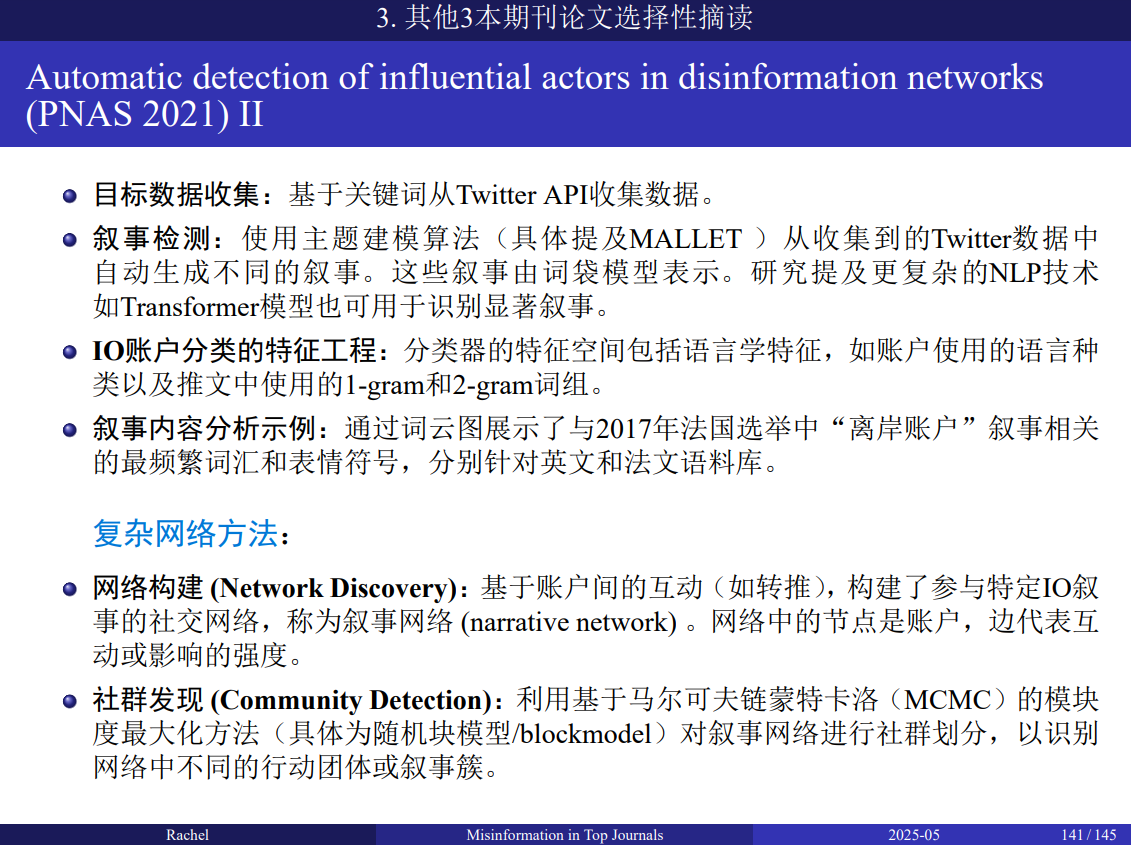 3. 其他3本期刊论文选择性摘读
Automatic detection of influential actors in disinformation networks
(PNAS 2021) II
目标数据收集：基于关键词从Twitter API收集数据。
叙事检测：使用主题建模算法（具体提及MALLET ）从收集到的Twitter数据中
自动生成不同的叙事。这些叙事由词袋模型表示。研究提及更复杂的NLP技术
如Transformer模型也可用于识别显著叙事。
IO账户分类的特征工程：分类器的特征空间包括语言学特征，如账户使用的语言种
类以及推文中使用的1-gram和2-gram词组。
叙事内容分析示例：通过词云图展示了与2017年法国选举中“离岸账户”叙事相关
的最频繁词汇和表情符号，分别针对英文和法文语料库。
复杂网络方法：
网络构建 (Network Discovery)：基于账户间的互动（如转推），构建了参与特定IO叙
事的社交网络，称为叙事网络 (narrative network) 。网络中的节点是账户，边代表互
动或影响的强度。
社群发现 (Community Detection)：利用基于马尔可夫链蒙特卡洛（MCMC）的模块
度最大化方法（具体为随机块模型/blockmodel）对叙事网络进行社群划分，以识别
网络中不同的行动团体或叙事簇。
Rachel
Misinformation in Top Journals
2025-05
141 / 145